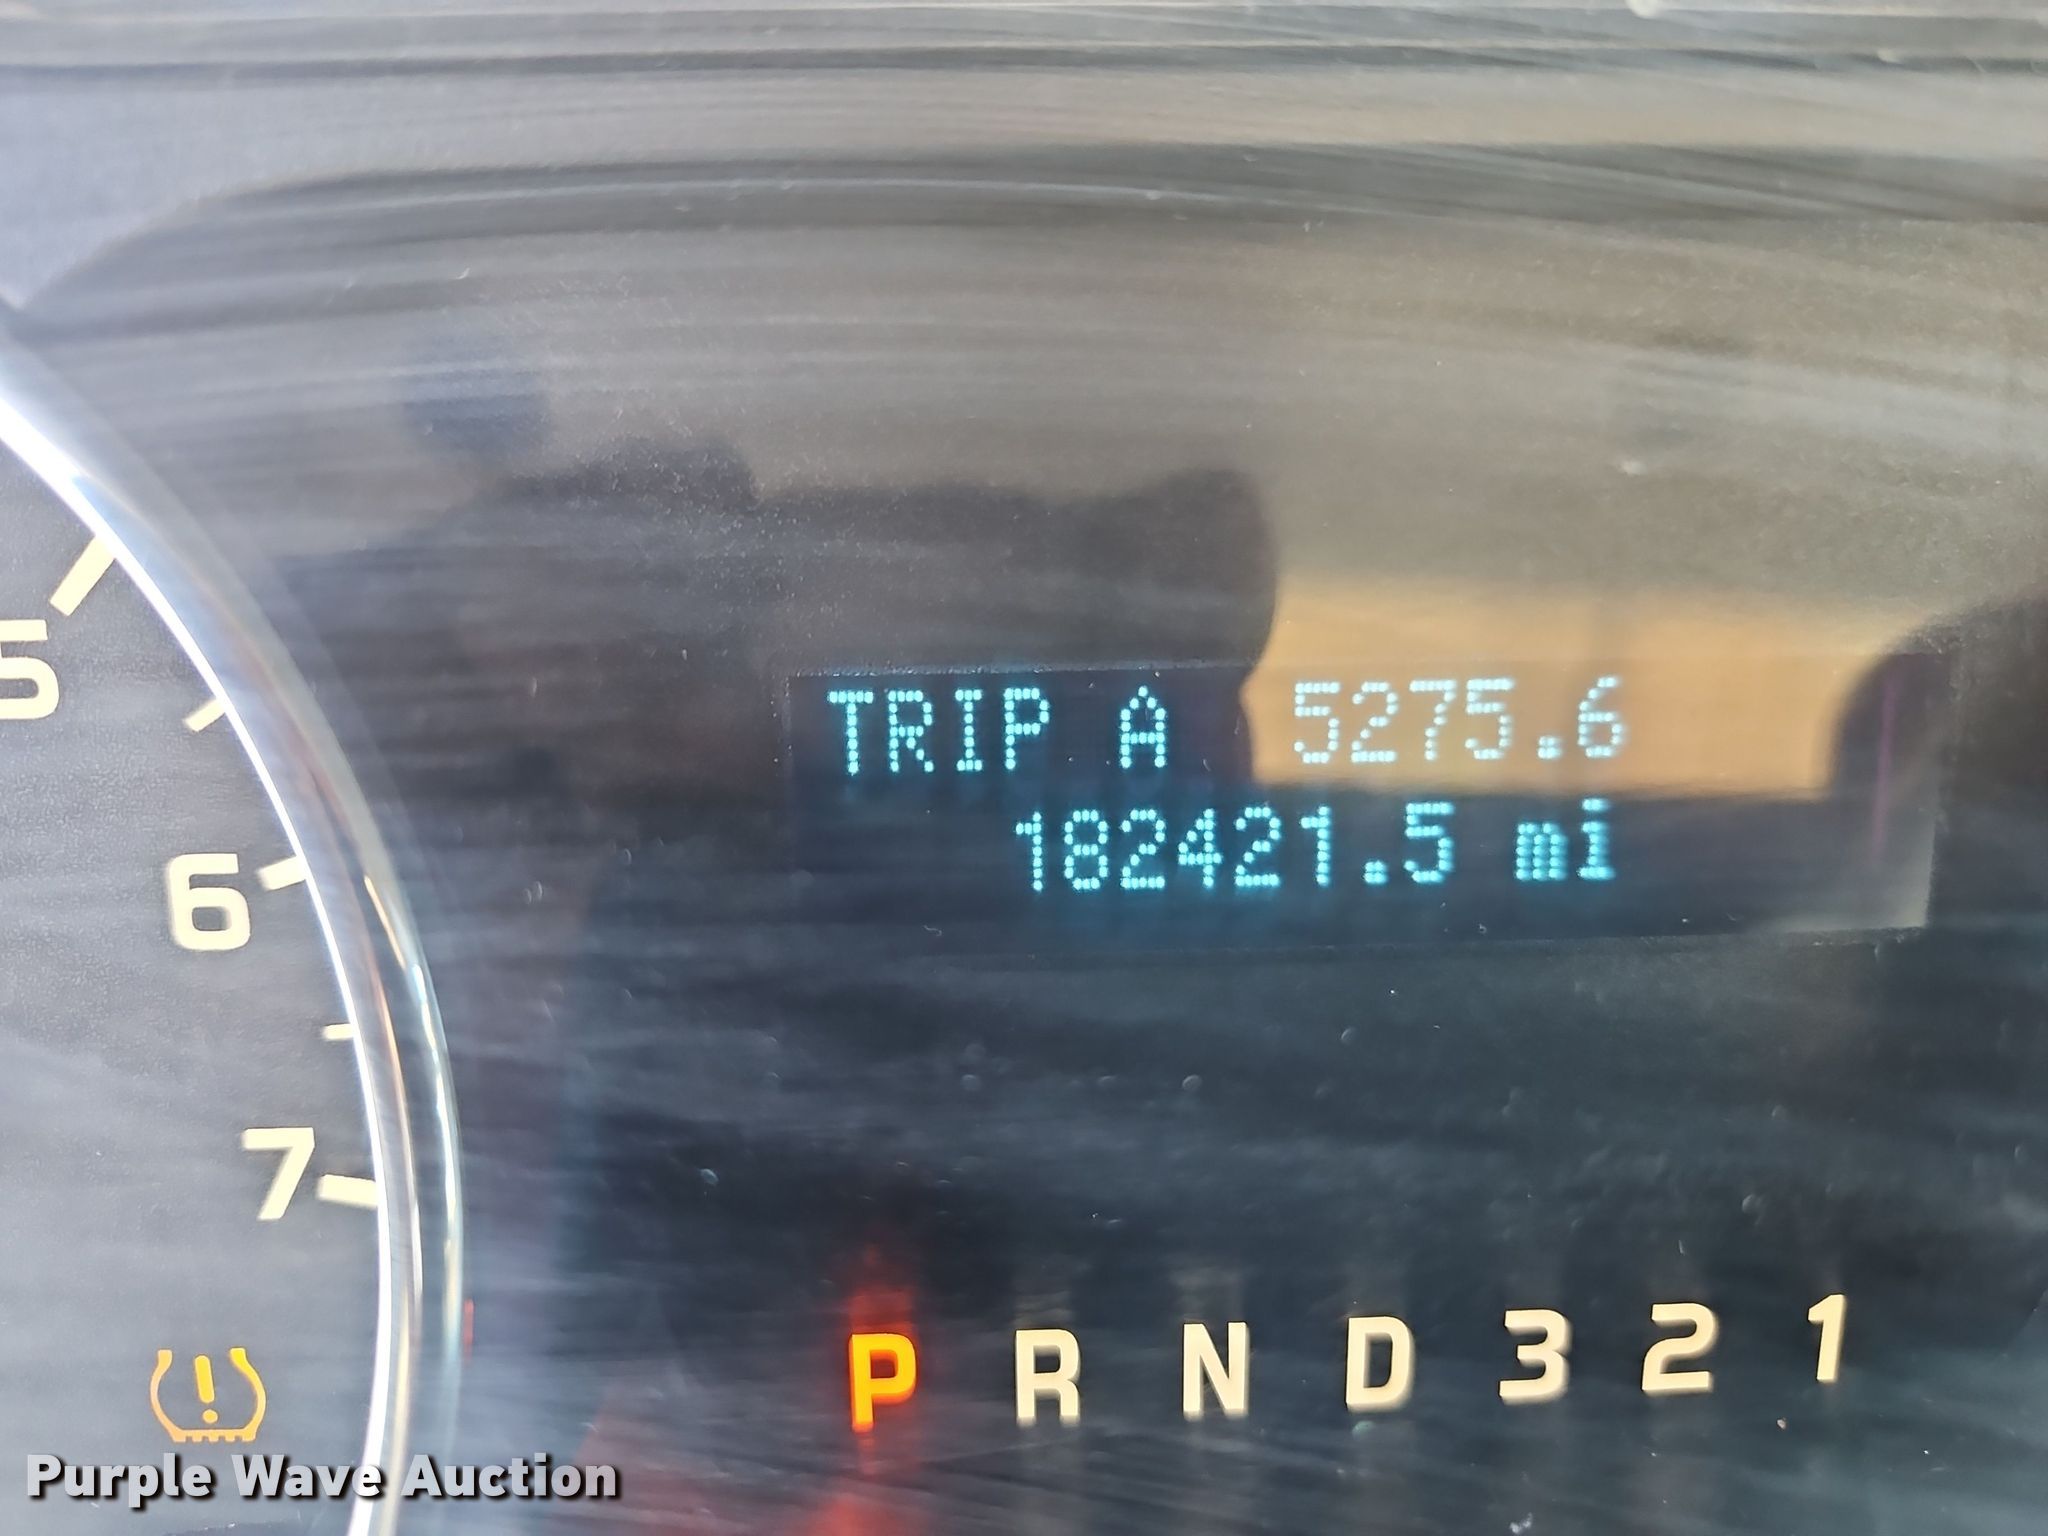 TRIP A 5275.6
182421.5 mi
5
6
7
P R N D 3 2 1
Purple Wave Auction